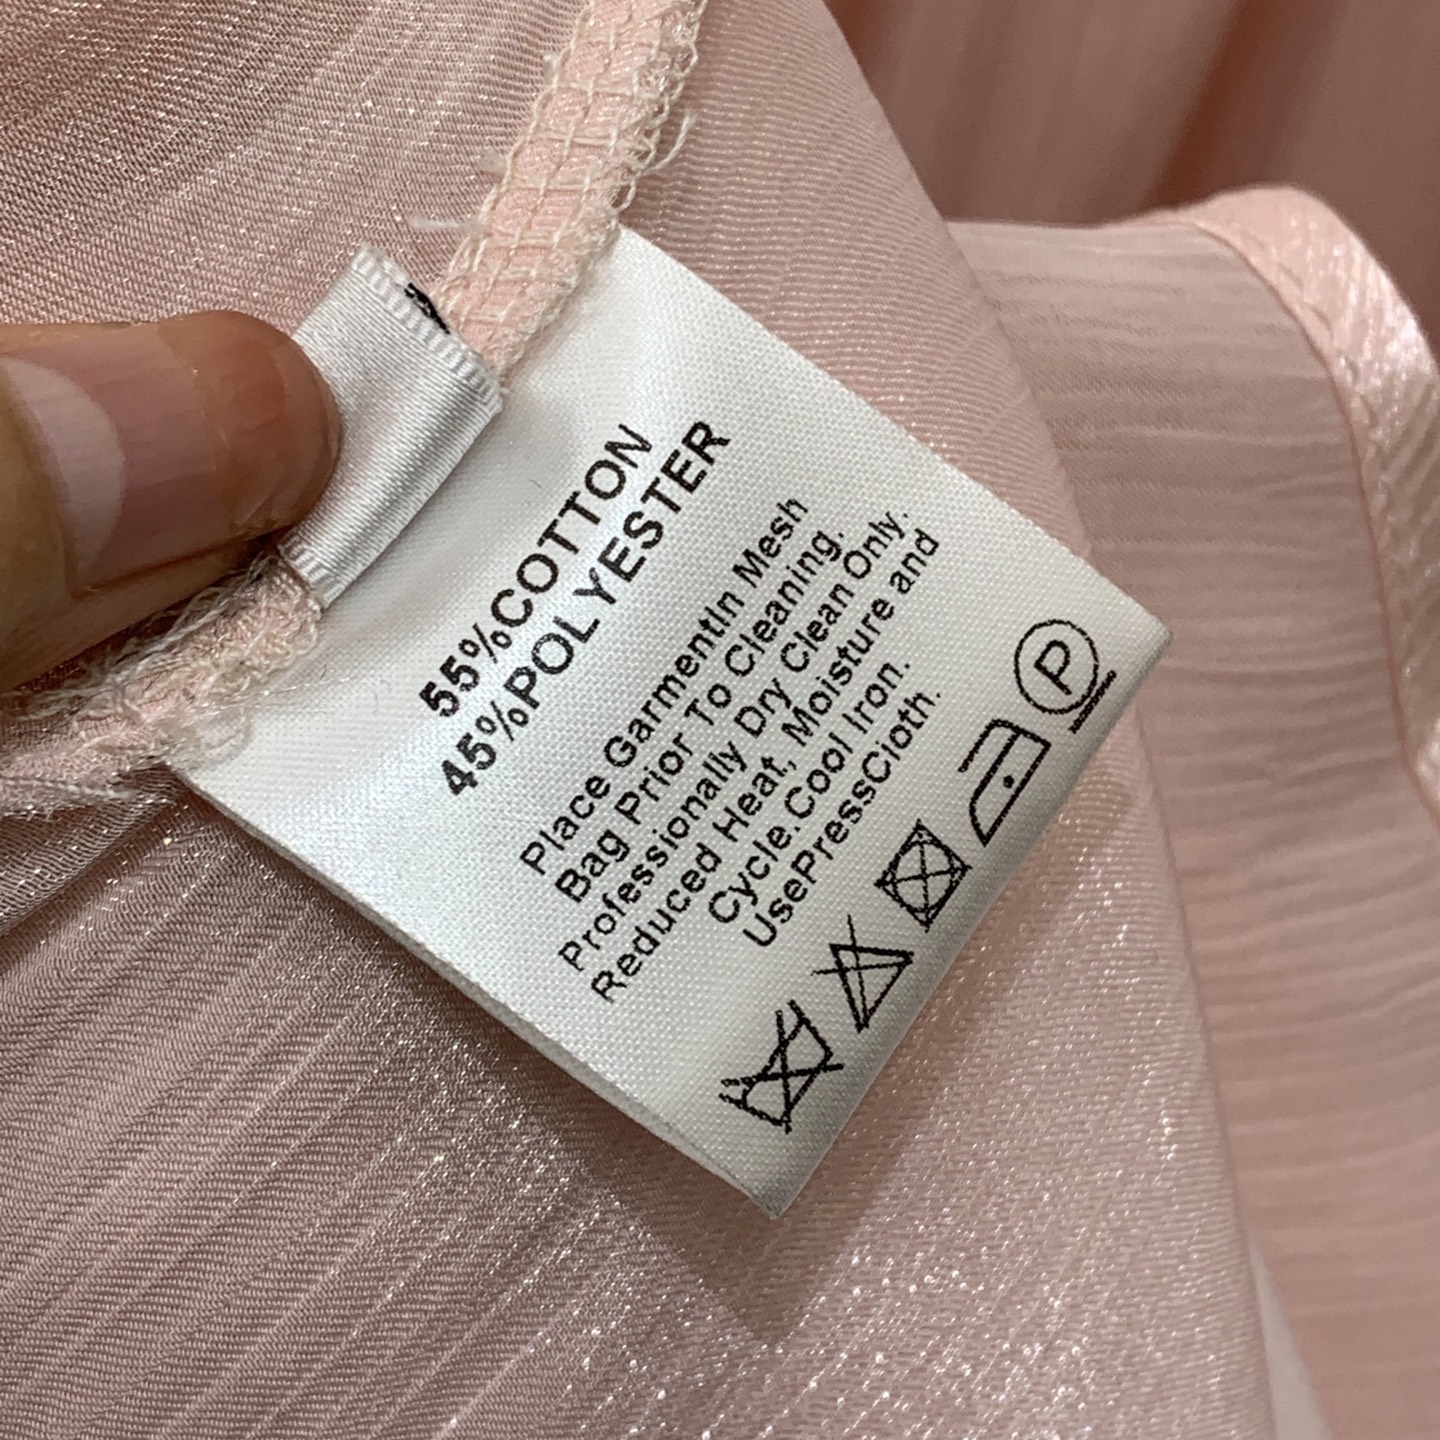 55%COTTON
45%POLYESTER
Place GarmentIn Mesh
Bag Prior To Cleaning.
Professionally Dry Clean Only.
Reduced Heat, Moisture and
Cycle.Cool Iron.
UsePressCloth.
P